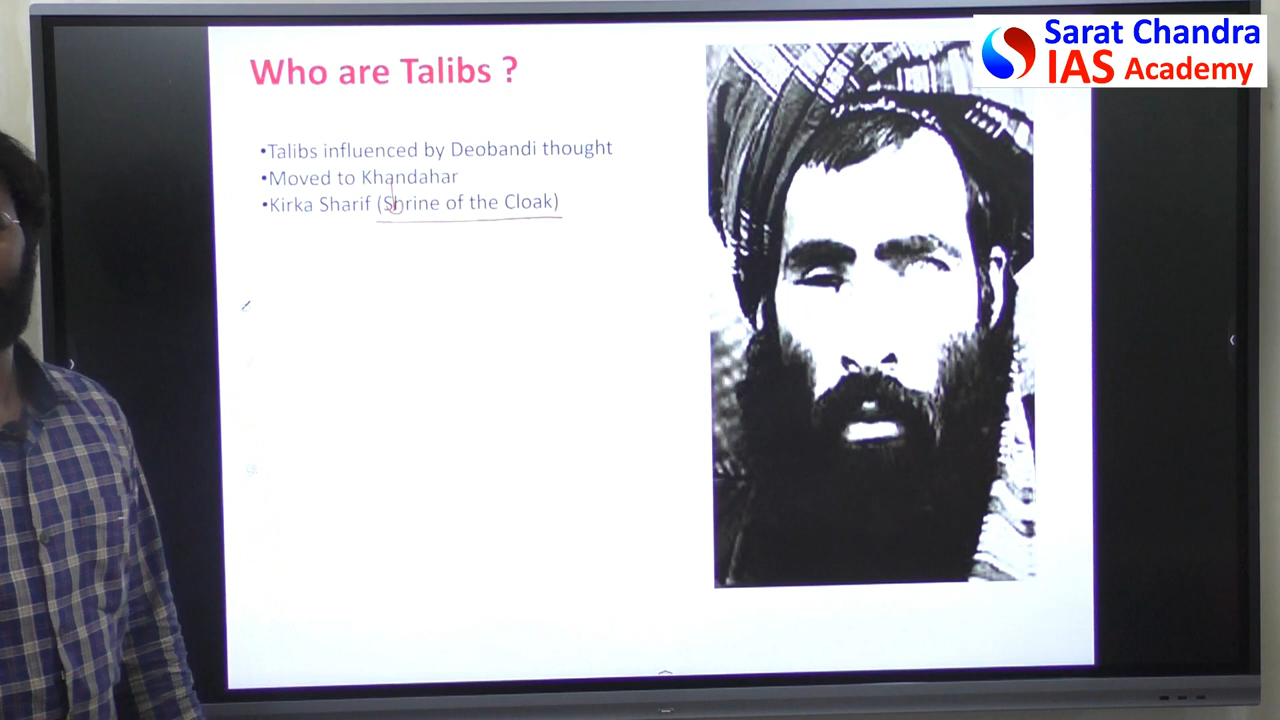 Sarat Chandra
IAS Academy
Who are Talibs ?
•Talibs influenced by Deobandi thought
•Moved to Khandahar
•Kirka Sharif (Shrine of the Cloak)